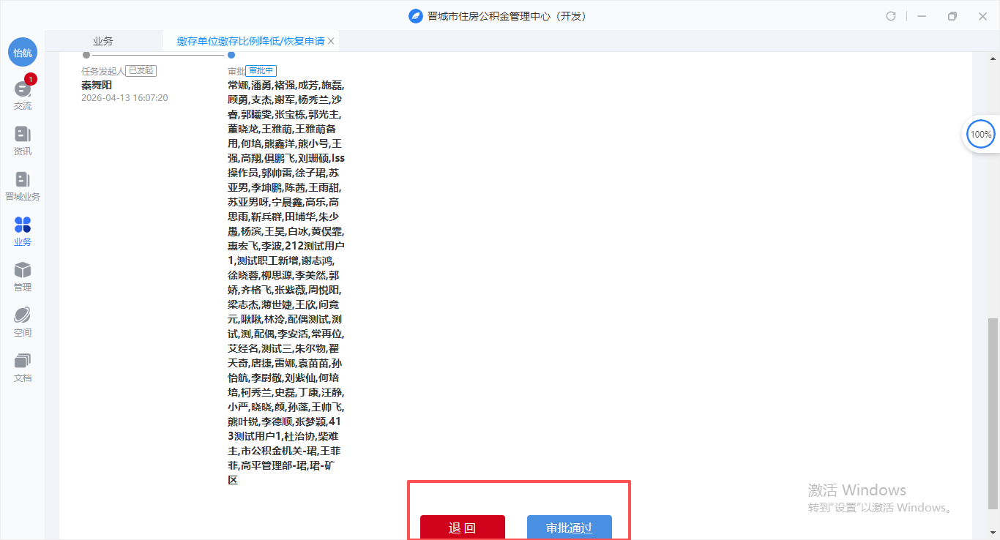 晋城市住房公积金管理中心（开发）
怡航
1
交流
资讯
晋城业务
业务
管理
空间
文档
业务
缴存单位缴存比例降低/恢复申请
任务发起人 已发起
秦舞阳
2026-04-13 16:07:20
审批 审批中
常娜,潘勇,褚强,成芳,施磊,
顾勇,支杰,谢军,杨秀兰,沙
睿,郭曦雯,张宝栋,郭光主,
董晓龙,王雅萌,王雅萌备
用,何培,熊鑫洋,熊小号,王
强,高翔,俱鹏飞,刘珊硕,lss
操作员,郭帅雷,徐子珺,苏
亚男,李坤鹏,陈茜,王雨甜,
苏亚男呀,宁晨鑫,高乐,高
思雨,靳兵群,田埔华,朱少
愚,杨滨,王昊,白冰,黄俣霏,
惠宏飞,李波,212测试用户
1,测试职工新增,谢志鸿,
徐晓蓉,柳思源,李美然,郭
娇,齐格飞,张紫薇,周悦阳,
梁志杰,薄世婕,王欣,问竟
元,啾啾,林泠,配偶测试,测
试,测,配偶,李安活,常再位,
艾经名,测试三,朱尔物,翟
天奇,唐捷,雷娜,袁苗苗,孙
怡航,李尉敬,刘紫仙,何培
培,柯秀兰,史磊,丁康,汪静,
小严,晓晓,颜,孙蓬,王帅飞,
熊叶锐,李德顺,张梦颖,41
3测试用户1,杜治协,柴难
主,市公积金机关-珺,王菲
菲,高平管理部-珺,珺-矿
区
100%
退 回
审批通过
激活 Windows
转到“设置”以激活 Windows。